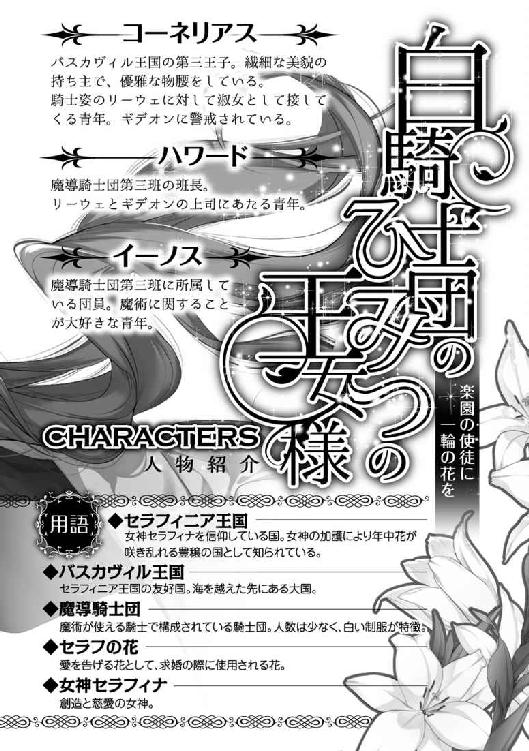 白騎士団の
ひみつの
王女様
楽園の使徒に
一輪の花を
コーネリアス
バスカヴィル王国の第三王子。繊細な美貌の
持ち主で、優雅な物腰をしている。
騎士姿のリーウェに対して淑女として接して
くる青年。ギデオンに警戒されている。
ハワード
魔導騎士団第三班の班長。
リーウェとギデオンの上司にあたる青年。
イーノス
魔導騎士団第三班に所属して
いる団員。魔術に関すること
が大好きな青年。
CHARACTERS
人物紹介
用語
◆セラフィニア王国
女神セラフィナを信仰している国。女神の加護により年中花が
咲き乱れる豊穣の国として知られている。
◆バスカヴィル王国
セラフィニア王国の友好国。海を越えた先にある大国。
◆魔導騎士団
魔術が使える騎士で構成されている騎士団。人数は少なく、白い制服が特徴。
◆セラフの花
愛を告げる花として、求婚の際に使用される花。
◆女神セラフィナ
創造と慈愛の女神。